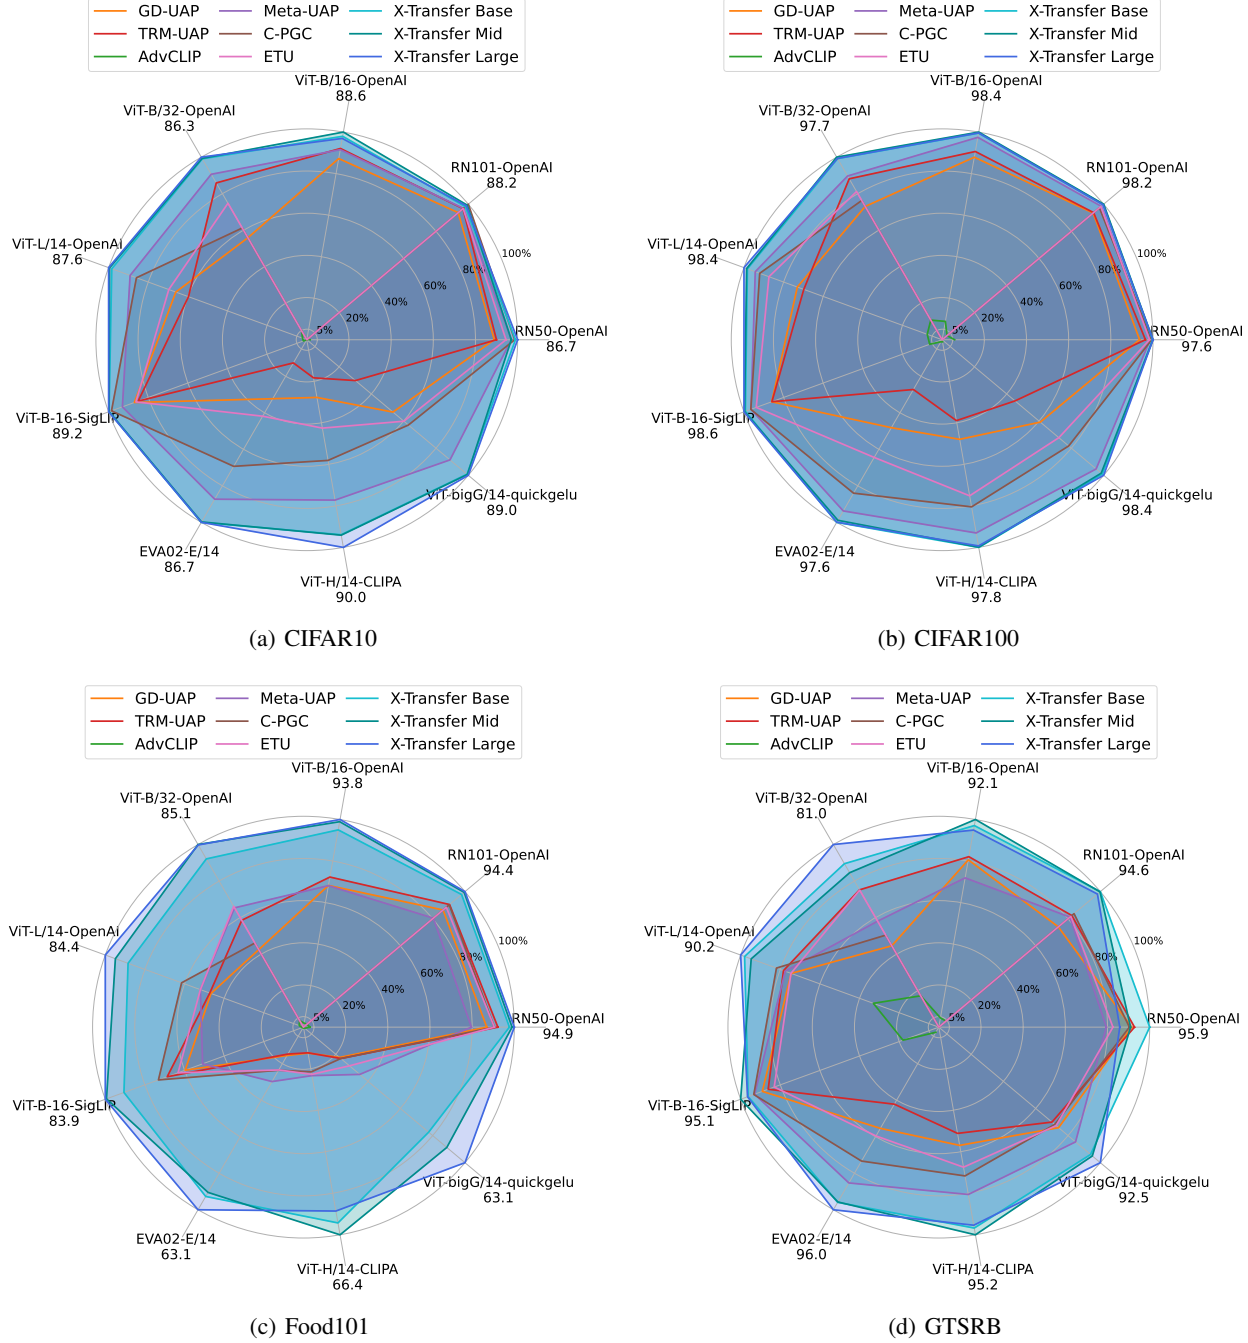 GD-UAP Meta-UAP X-Transfer Base
TRM-UAP C-PGC X-Transfer Mid
AdvCLIP ETU X-Transfer Large
ViT-B/16-OpenAI
88.6
ViT-B/32-OpenAI
86.3
RN101-OpenAI
88.2
ViT-L/14-OpenAI
87.6
100%
80%
60%
40%
20%
5%
RN50-OpenAI
86.7
ViT-B-16-SigLIP
89.2
ViT-bigG/14-quickgelu
89.0
EVA02-E/14
86.7
ViT-H/14-CLIPA
90.0
(a) CIFAR10
GD-UAP Meta-UAP X-Transfer Base
TRM-UAP C-PGC X-Transfer Mid
AdvCLIP ETU X-Transfer Large
ViT-B/16-OpenAI
98.4
ViT-B/32-OpenAI
97.7
RN101-OpenAI
98.2
ViT-L/14-OpenAI
98.4
100%
80%
60%
40%
20%
5%
RN50-OpenAI
97.6
ViT-B-16-SigLIP
98.6
ViT-bigG/14-quickgelu
98.4
EVA02-E/14
97.6
ViT-H/14-CLIPA
97.8
(b) CIFAR100
GD-UAP Meta-UAP X-Transfer Base
TRM-UAP C-PGC X-Transfer Mid
AdvCLIP ETU X-Transfer Large
ViT-B/16-OpenAI
93.8
ViT-B/32-OpenAI
85.1
RN101-OpenAI
94.4
ViT-L/14-OpenAI
84.4
100%
80%
60%
40%
20%
5%
RN50-OpenAI
94.9
ViT-B-16-SigLIP
83.9
ViT-bigG/14-quickgelu
63.1
EVA02-E/14
63.1
ViT-H/14-CLIPA
66.4
(c) Food101
GD-UAP Meta-UAP X-Transfer Base
TRM-UAP C-PGC X-Transfer Mid
AdvCLIP ETU X-Transfer Large
ViT-B/16-OpenAI
92.1
ViT-B/32-OpenAI
81.0
RN101-OpenAI
94.6
ViT-L/14-OpenAI
90.2
100%
80%
60%
40%
20%
5%
RN50-OpenAI
95.9
ViT-B-16-SigLIP
95.1
ViT-bigG/14-quickgelu
92.5
EVA02-E/14
96.0
ViT-H/14-CLIPA
95.2
(d) GTSRB